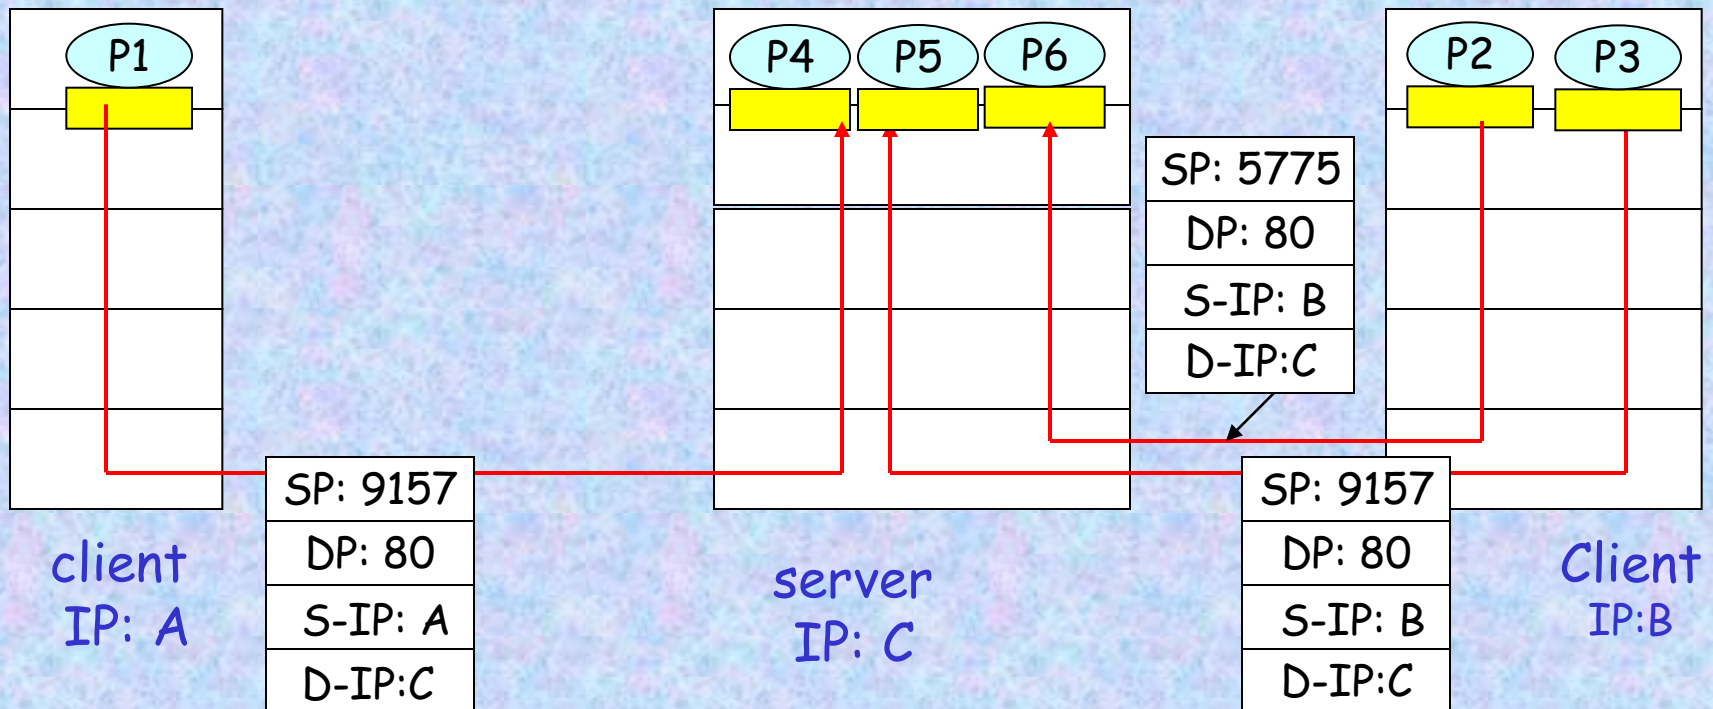 P1
P4
P5
P6
P2
P3
SP: 5775
DP: 80
S-IP: B
D-IP:C
SP: 9157
DP: 80
S-IP: A
D-IP:C
SP: 9157
DP: 80
S-IP: B
D-IP:C
client
IP: A
server
IP: C
Client
IP:B